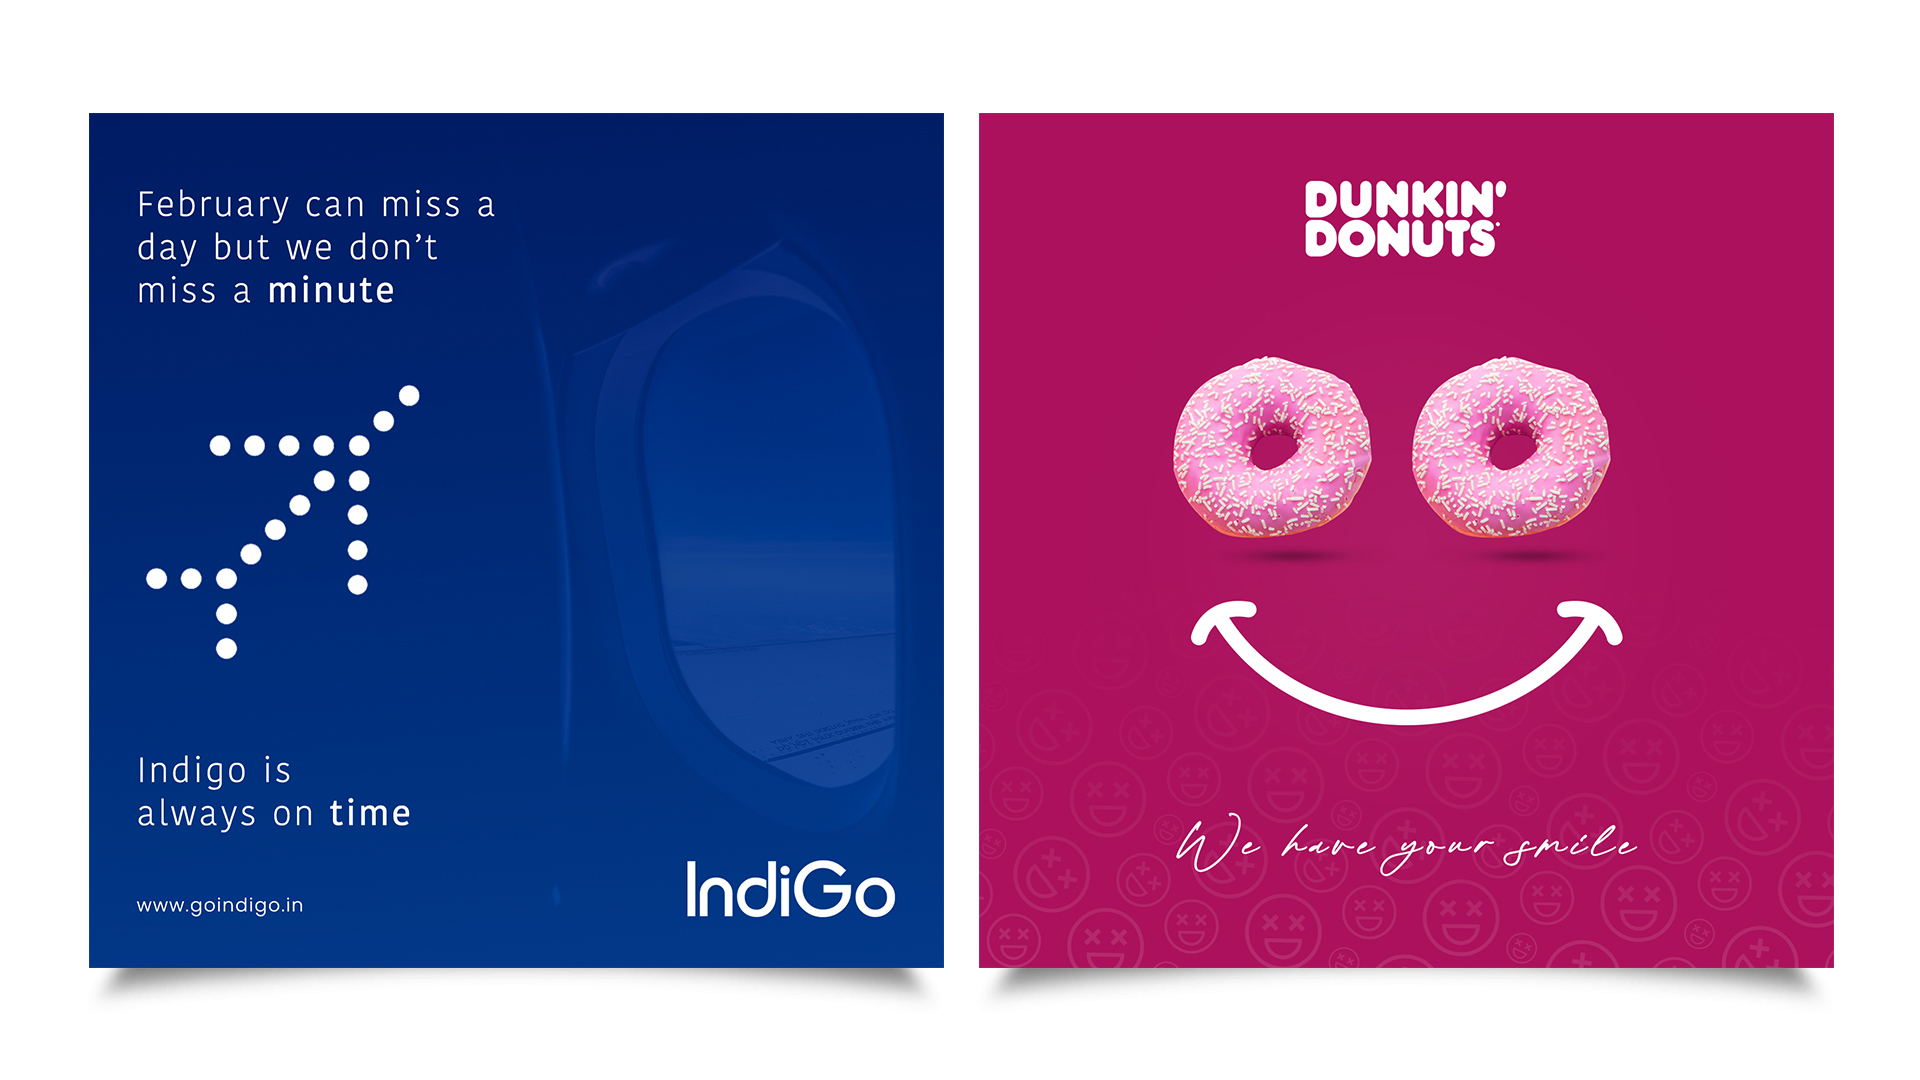 February can miss a
day but we don't
miss a minute
Indigo is
always on time
www.goindigo.in
IndiGo
DUNKIN'
DONUTS
We have your smile